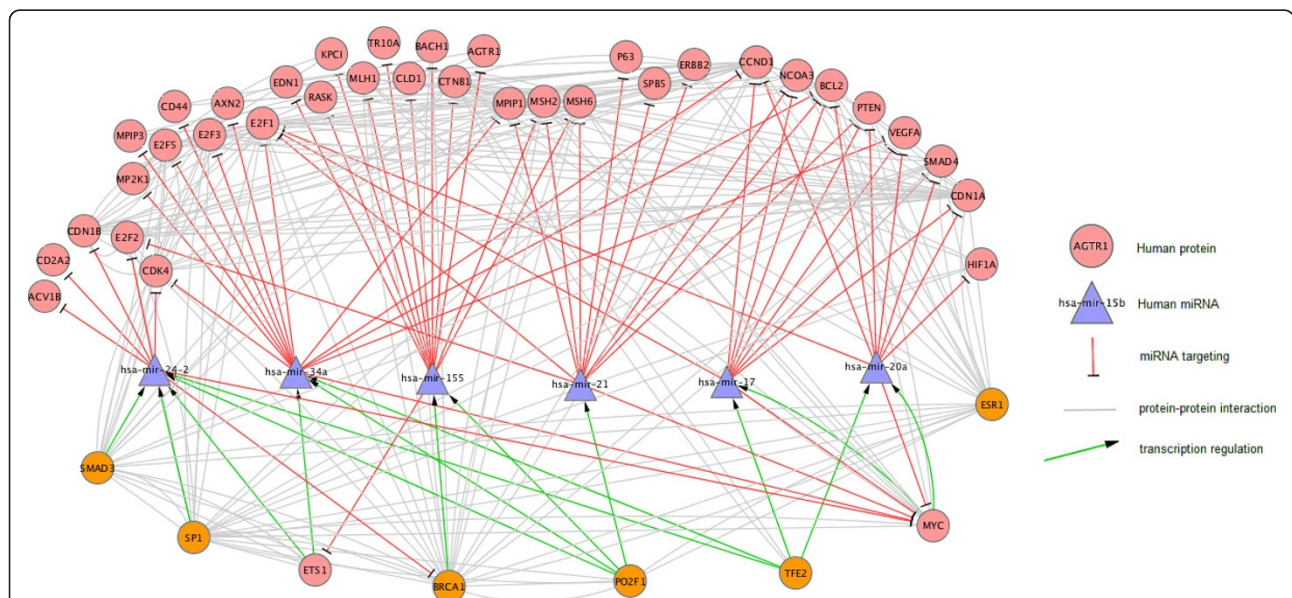 TR10A
BACH1
KPCI
AGTR1
P63
ERBB2
CCND1
NCOA3
EDN1
MLH1
CLD1
CTNB1
SPB5
BCL2
RASK
CD44
AXN2
MPIP1
MSH2
MSH6
PTEN
E2F1
VEGFA
MPIP3
E2F5
E2F3
SMAD4
MP2K1
CDN1A
CDN1B
E2F2
AGTR1 Human protein
CD2A2
CDK4
HIF1A
ACV1B
hsa-mir-15b Human miRNA
miRNA targeting
hsa-mir-24-2
hsa-mir-34a
hsa-mir-155
hsa-mir-21
hsa-mir-17
hsa-mir-20a
ESR1
protein-protein interaction
transcription regulation
SMAD3
SP1
MYC
ETS1
BRCA1
PO2F1
TFE2